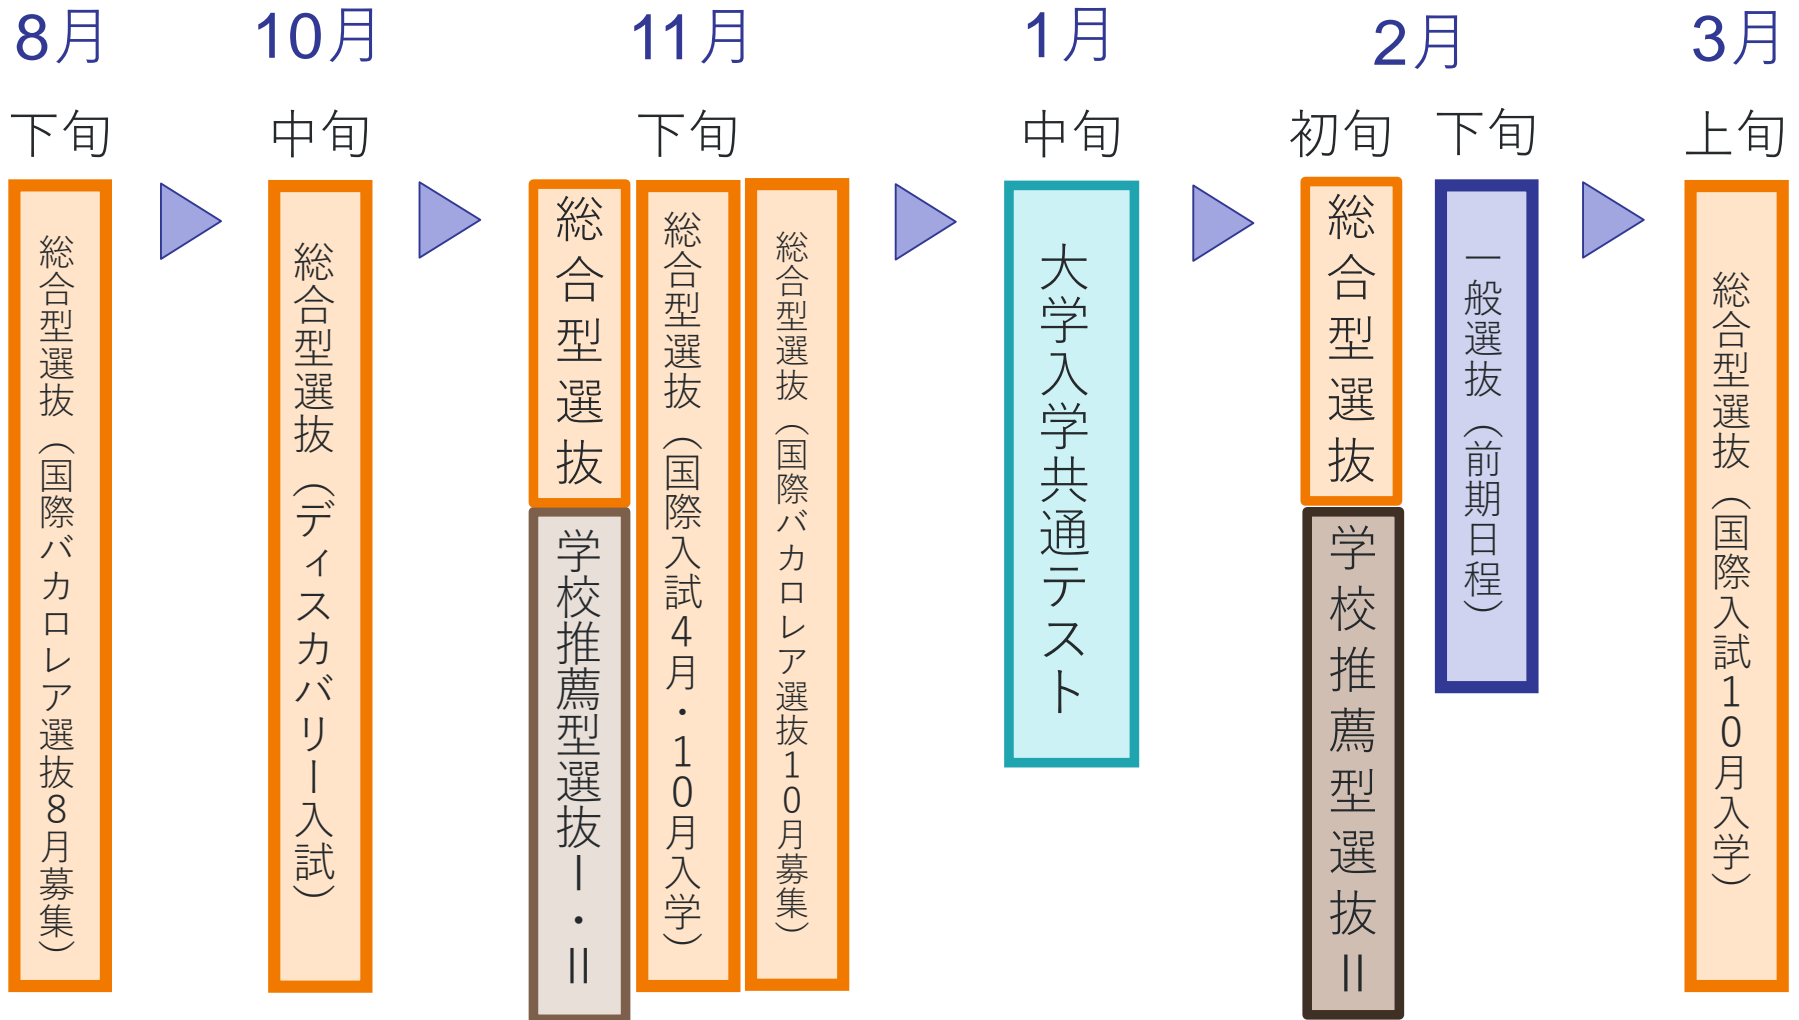 8月
下旬
総合型選抜（国際バカロレア選抜8月募集）
10月
中旬
総合型選抜（ディスカバリー入試）
11月
下旬
総合型選抜
学校推薦型選抜Ⅰ・Ⅱ
総合型選抜（国際入試4月・10月入学）
総合型選抜（国際バカロレア選抜10月募集）
1月
中旬
大学入学共通テスト
2月
初旬
総合型選抜
学校推薦型選抜Ⅱ
下旬
一般選抜（前期日程）
3月
上旬
総合型選抜（国際入試10月入学）